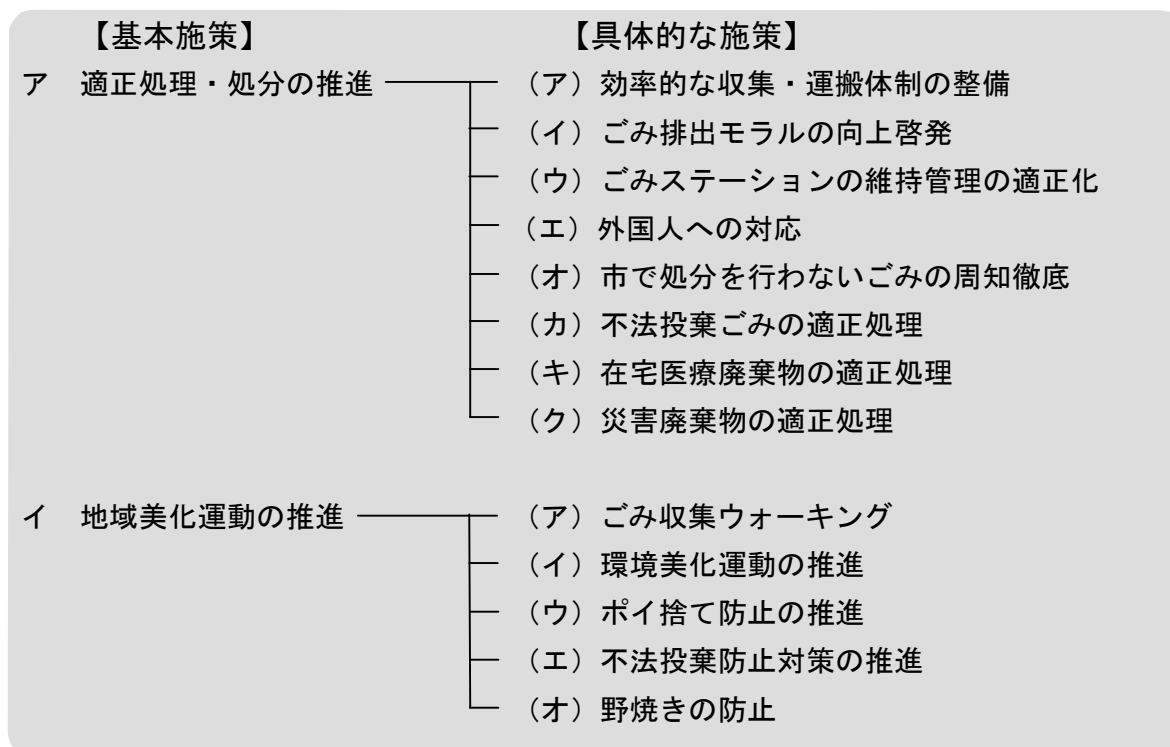 【基本施策】 【具体的な施策】
ア 適正処理・処分の推進 （ア）効率的な収集・運搬体制の整備
（イ）ごみ排出モラルの向上啓発
（ウ）ごみステーションの維持管理の適正化
（エ）外国人への対応
（オ）市で処分を行わないごみの周知徹底
（カ）不法投棄ごみの適正処理
（キ）在宅医療廃棄物の適正処理
（ク）災害廃棄物の適正処理
イ 地域美化運動の推進 （ア）ごみ収集ウォーキング
（イ）環境美化運動の推進
（ウ）ポイ捨て防止の推進
（エ）不法投棄防止対策の推進
（オ）野焼きの防止